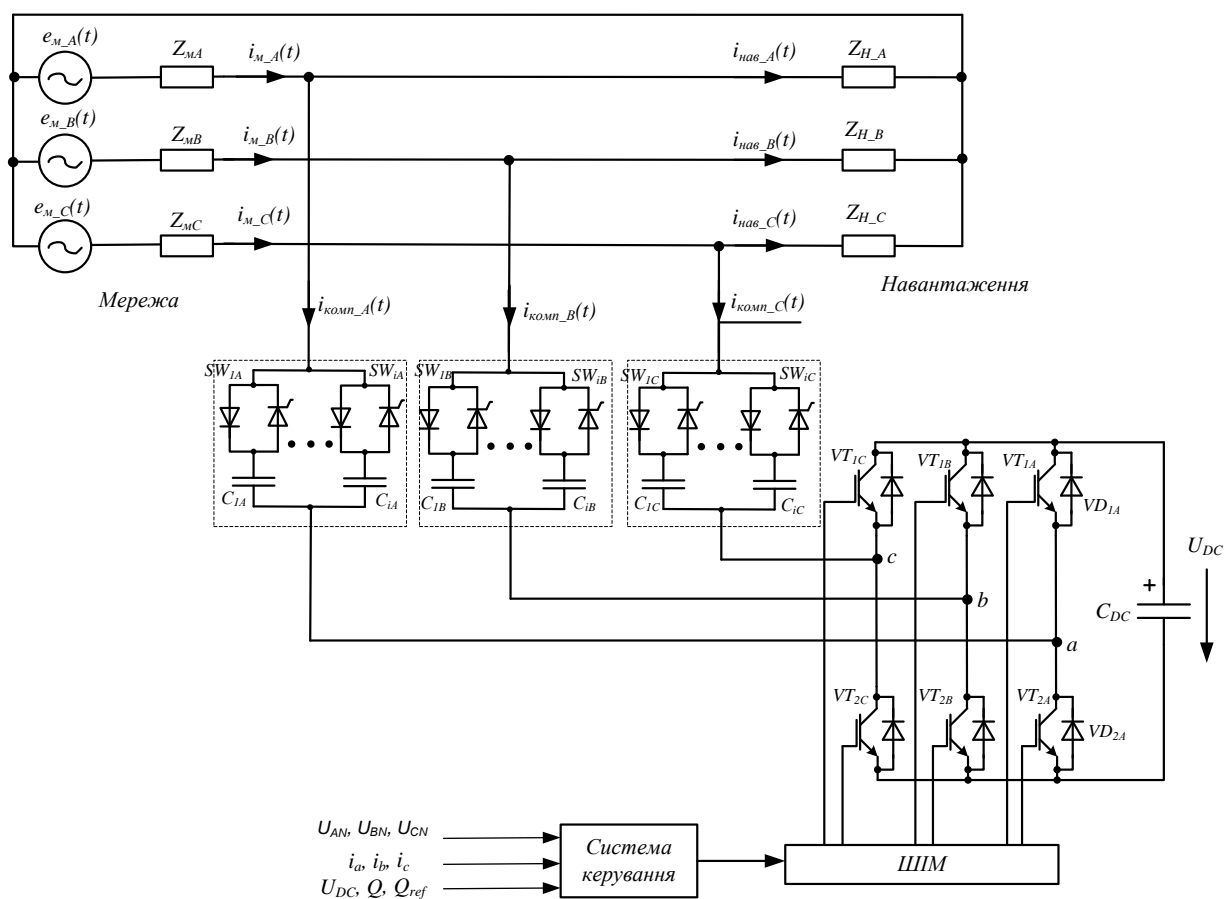 e_м_A(t)
Z_мA
i_м_A(t)
i_нав_A(t)
Z_H_A
e_м_B(t)
Z_мB
i_м_B(t)
i_нав_B(t)
Z_H_B
e_м_C(t)
Z_мC
i_м_C(t)
i_нав_C(t)
Z_H_C
Мережа
Навантаження
i_комп_A(t)
i_комп_B(t)
i_комп_C(t)
SW_1A
SW_iA
SW_1B
SW_iB
SW_1C
SW_iC
C_1A
C_iA
C_1B
C_iB
C_1C
C_iC
VT_1C
VT_1B
VT_1A
VD_1A
c
b
a
+
C_DC
U_DC
VT_2C
VT_2B
VT_2A
VD_2A
U_AN, U_BN, U_CN
i_a, i_b, i_c
U_DC, Q, Q_ref
Система
керування
ШІМ